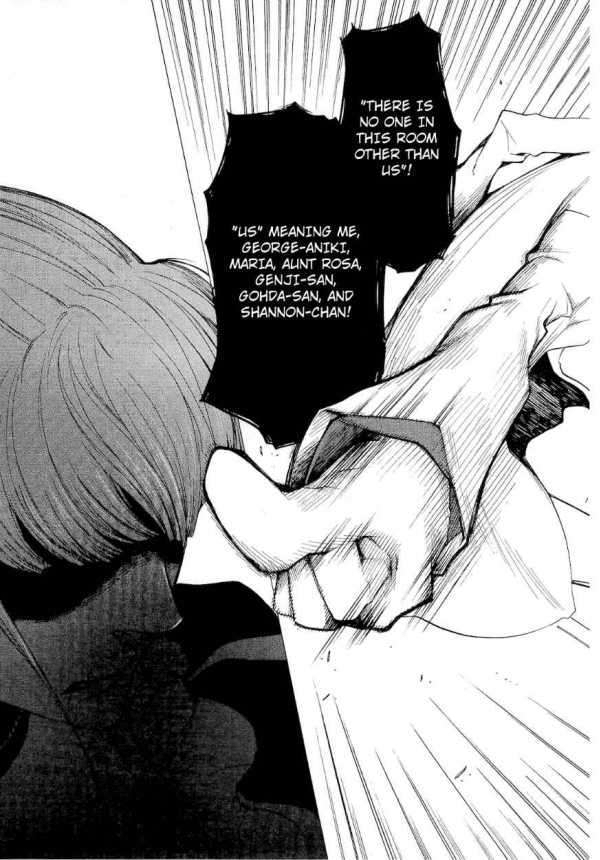 "THERE IS
NO ONE IN
THIS ROOM
OTHER THAN
US"!
"US" MEANING ME,
GEORGE-ANIKI,
MARIA, AUNT ROSA,
GENJI-SAN,
GOHDA-SAN, AND
SHANNON-CHAN!